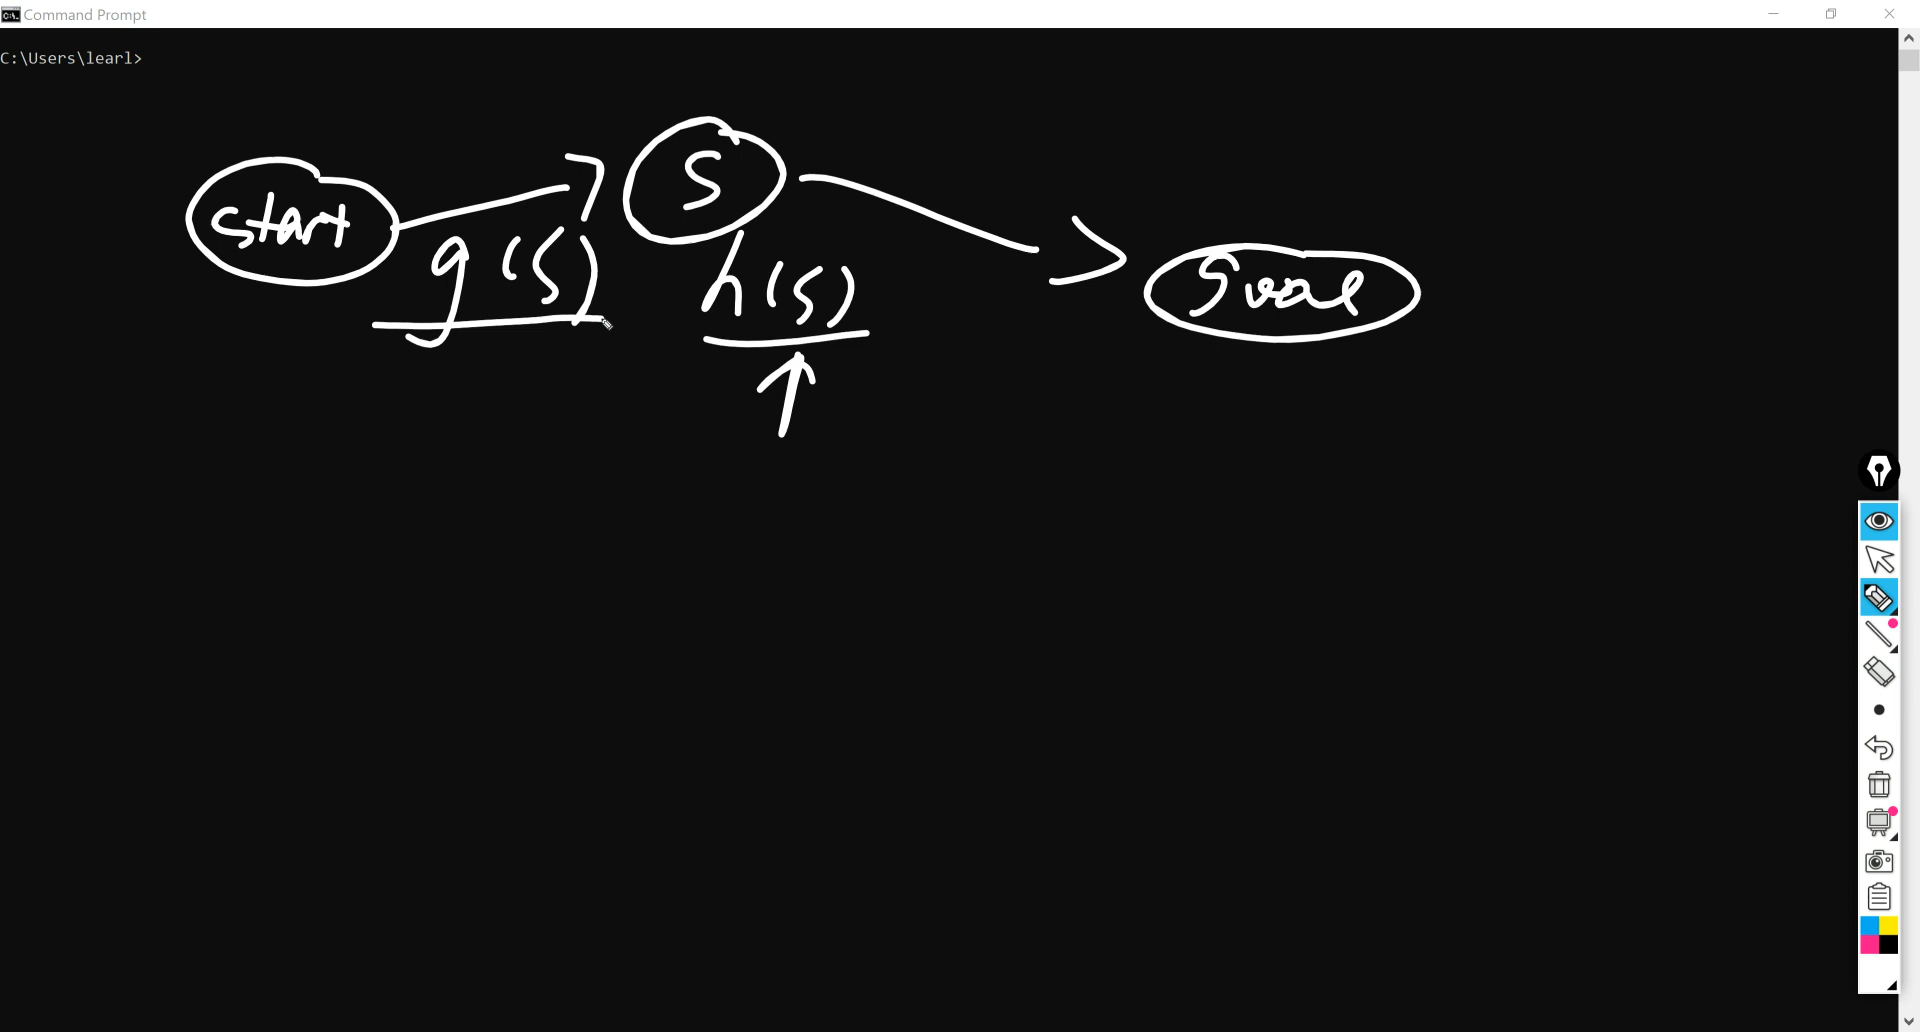 Command Prompt
C:\Users\learl>
start
S
g(s)
h(s)
goal